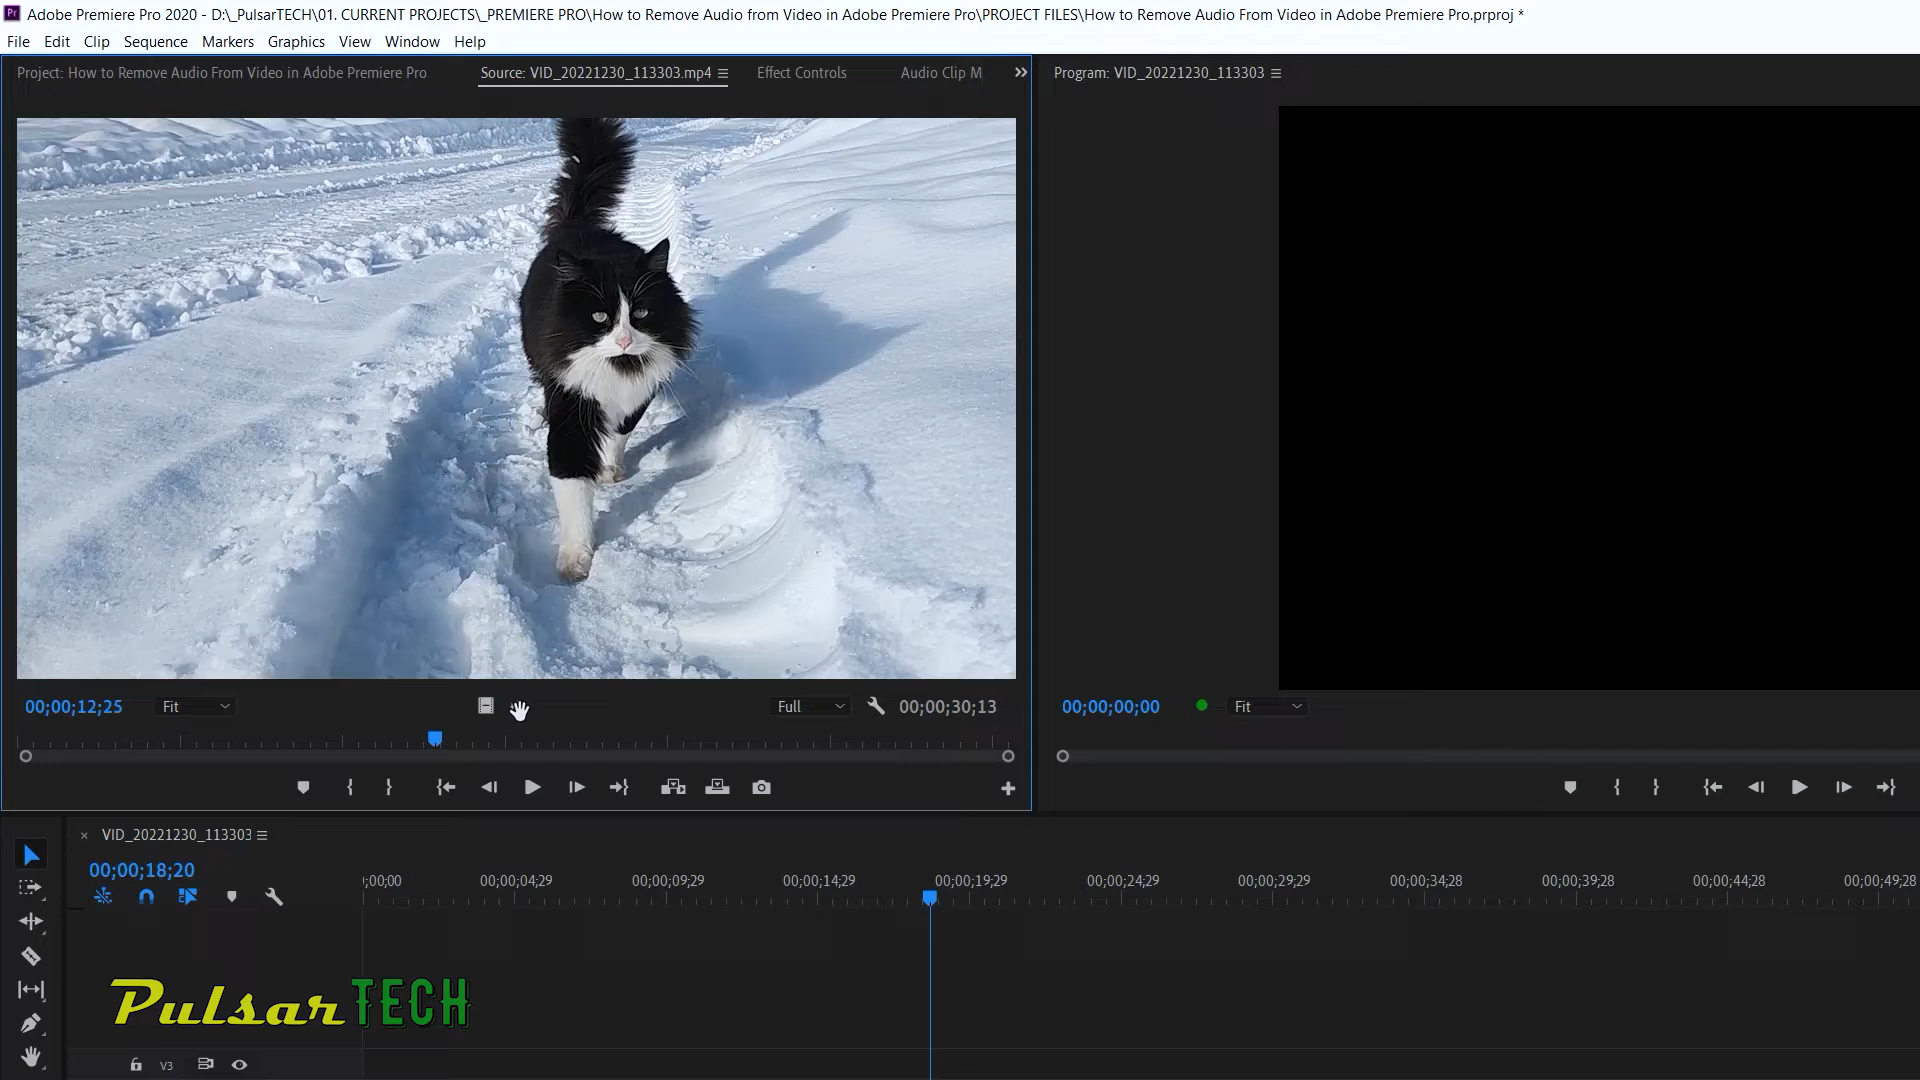 Pr Adobe Premiere Pro 2020 - D:\_PulsarTECH\01. CURRENT PROJECTS\_PREMIERE PRO\How to Remove Audio from Video in Adobe Premiere Pro\PROJECT FILES\How to Remove Audio From Video in Adobe Premiere Pro.prproj *
File Edit Clip Sequence Markers Graphics View Window Help
Project: How to Remove Audio From Video in Adobe Premiere Pro Source: VID_20221230_113303.mp4 Effect Controls Audio Clip M Program: VID_20221230_113303
00;00;12;25 Fit Full 00;00;30;13 00;00;00;00 Fit
VID_20221230_113303
00;00;18;20
;00;00 00;00;04;29 00;00;09;29 00;00;14;29 00;00;19;29 00;00;24;29 00;00;29;29 00;00;34;28 00;00;39;28 00;00;44;28 00;00;49;28
PulsarTECH
V3